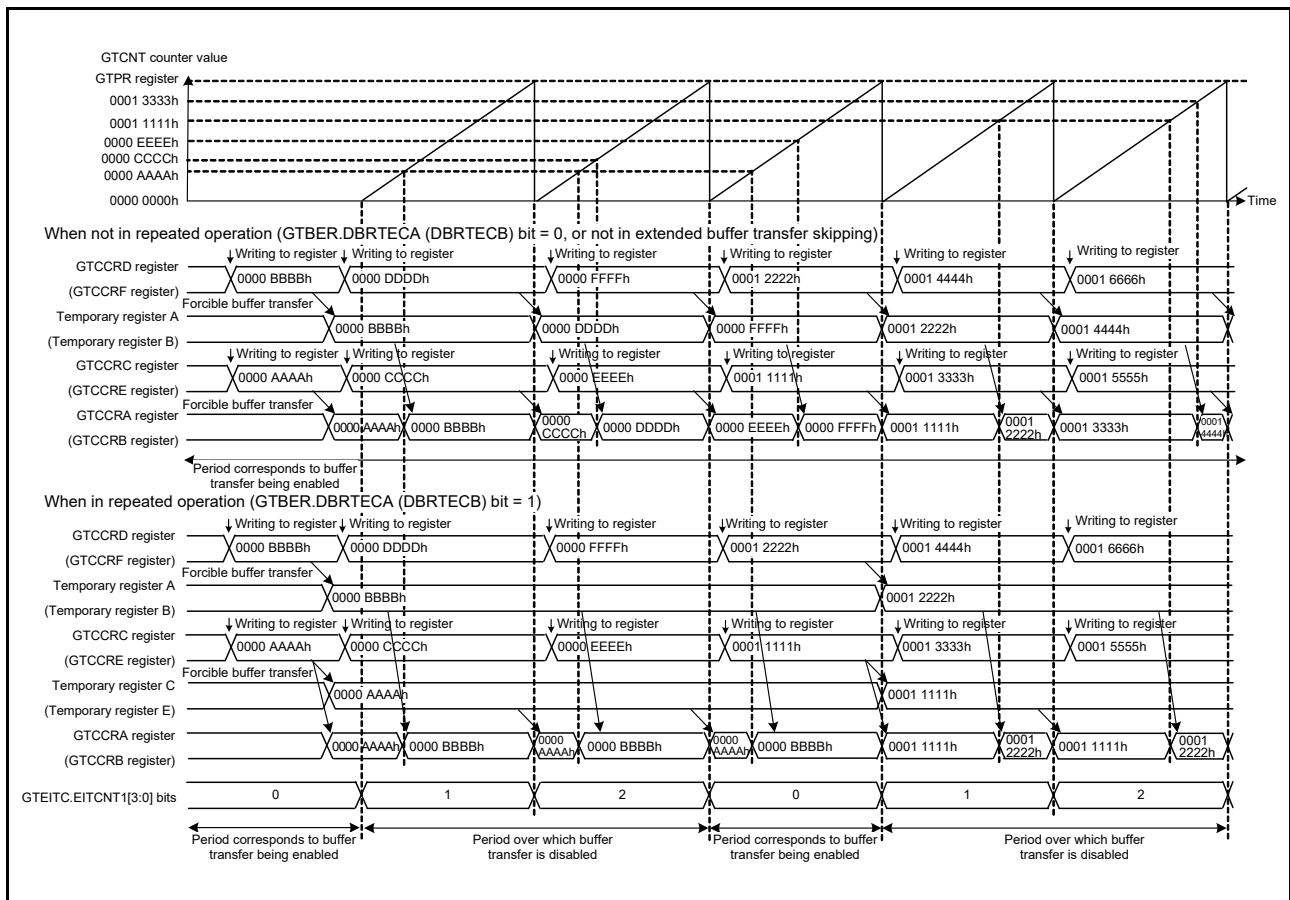 GTCNT counter value
GTPR register
0001 3333h
0001 1111h
0000 EEEEh
0000 CCCCh
0000 AAAAh
0000 0000h
Time
When not in repeated operation (GTBER.DBRTECA (DBRTECB) bit = 0, or not in extended buffer transfer skipping)
Writing to register Writing to register Writing to register Writing to register Writing to register Writing to register
GTCCRD register
0000 BBBBh 0000 DDDDh 0000 FFFFh 0001 2222h 0001 4444h 0001 6666h
(GTCCRF register)
Forcible buffer transfer
Temporary register A
0000 BBBBh 0000 DDDDh 0000 FFFFh 0001 2222h 0001 4444h
(Temporary register B)
Writing to register Writing to register Writing to register Writing to register Writing to register Writing to register
GTCCRC register
0000 AAAAh 0000 CCCCh 0000 EEEEh 0001 1111h 0001 3333h 0001 5555h
(GTCCRE register)
Forcible buffer transfer
GTCCRA register
0000 AAAAh 0000 BBBBh 0000 CCCCh 0000 DDDDh 0000 EEEEh 0000 FFFFh 0001 1111h 0001 2222h 0001 3333h 0001 4444h
(GTCCRB register)
Period corresponds to buffer
transfer being enabled
When in repeated operation (GTBER.DBRTECA (DBRTECB) bit = 1)
Writing to register Writing to register Writing to register Writing to register Writing to register Writing to register
GTCCRD register
0000 BBBBh 0000 DDDDh 0000 FFFFh 0001 2222h 0001 4444h 0001 6666h
(GTCCRF register)
Forcible buffer transfer
Temporary register A
0000 BBBBh 0001 2222h
(Temporary register B)
Writing to register Writing to register Writing to register Writing to register Writing to register Writing to register
GTCCRC register
0000 AAAAh 0000 CCCCh 0000 EEEEh 0001 1111h 0001 3333h 0001 5555h
(GTCCRE register)
Forcible buffer transfer
Temporary register C
0000 AAAAh 0001 1111h
(Temporary register E)
GTCCRA register
0000 AAAAh 0000 BBBBh 0000 AAAAh 0000 BBBBh 0000 AAAAh 0000 BBBBh 0001 1111h 0001 2222h 0001 1111h 0001 2222h
(GTCCRB register)
GTEITC.EITCNT1[3:0] bits 0 1 2 0 1 2
Period corresponds to buffer Period over which buffer Period corresponds to buffer Period over which buffer
transfer being enabled transfer is disabled transfer being enabled transfer is disabled